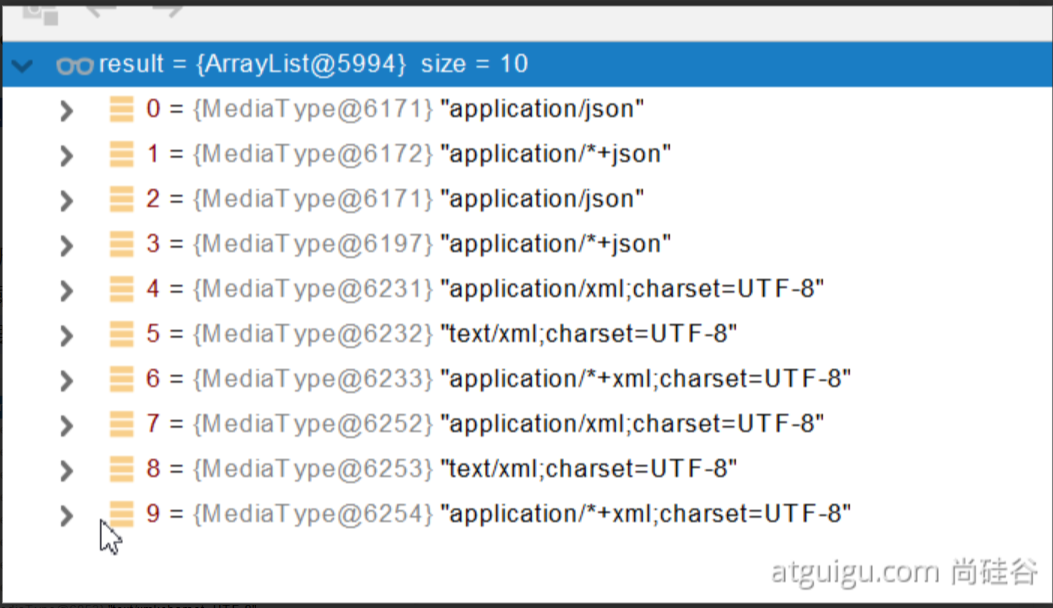 result = {ArrayList@5994} size = 10
0 = {MediaType@6171} "application/json"
1 = {MediaType@6172} "application/*+json"
2 = {MediaType@6171} "application/json"
3 = {MediaType@6197} "application/*+json"
4 = {MediaType@6231} "application/xml;charset=UTF-8"
5 = {MediaType@6232} "text/xml;charset=UTF-8"
6 = {MediaType@6233} "application/*+xml;charset=UTF-8"
7 = {MediaType@6252} "application/xml;charset=UTF-8"
8 = {MediaType@6253} "text/xml;charset=UTF-8"
9 = {MediaType@6254} "application/*+xml;charset=UTF-8"
atguigu.com 尚硅谷